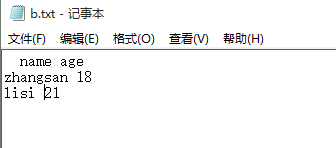 b.txt - 记事本
文件(F) 编辑(E) 格式(O) 查看(V) 帮助(H)
name age
zhangsan 18
lisi 21